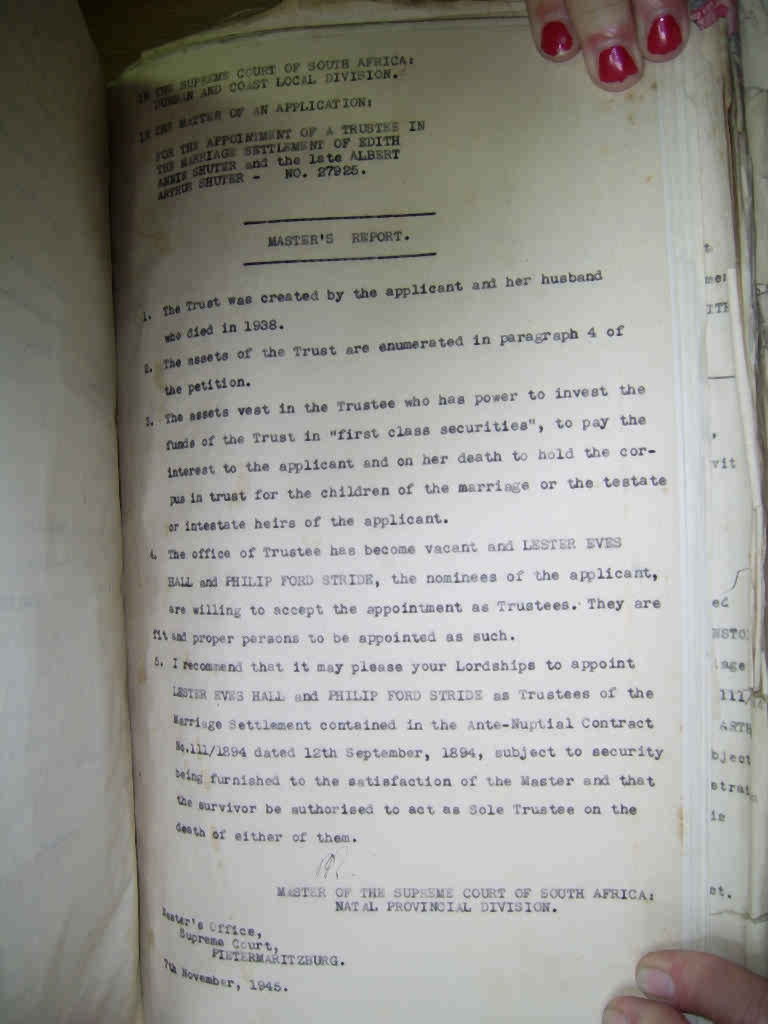 IN THE SUPREME COURT OF SOUTH AFRICA:
DURBAN AND COAST LOCAL DIVISION.
IN THE MATTER OF AN APPLICATION:
FOR THE APPOINTMENT OF A TRUSTEE IN
THE MARRIAGE SETTLEMENT OF EDITH
ANNIE SHUTER and the late ALBERT
ARTHUR SHUTER - NO. 27925.
MASTER'S REPORT.
1. The Trust was created by the applicant and her husband
who died in 1938.
2. The assets of the Trust are enumerated in paragraph 4 of
the petition.
3. The assets vest in the Trustee who has power to invest the
funds of the Trust in "first class securities", to pay the
interest to the applicant and on her death to hold the cor-
pus in trust for the children of the marriage or the testate
or intestate heirs of the applicant.
4. The office of Trustee has become vacant and LESTER EVES
HALL and PHILIP FORD STRIDE, the nominees of the applicant,
are willing to accept the appointment as Trustees. They are
fit and proper persons to be appointed as such.
5. I recommend that it may please your Lordships to appoint
LESTER EVES HALL and PHILIP FORD STRIDE as Trustees of the
Marriage Settlement contained in the Ante-Nuptial Contract
No.111/1894 dated 12th September, 1894, subject to security
being furnished to the satisfaction of the Master and that
the survivor be authorised to act as Sole Trustee on the
death of either of them.
MASTER OF THE SUPREME COURT OF SOUTH AFRICA:
NATAL PROVINCIAL DIVISION.
Master's Office,
Supreme Court,
PIETERMARITZBURG.
7th November, 1945.